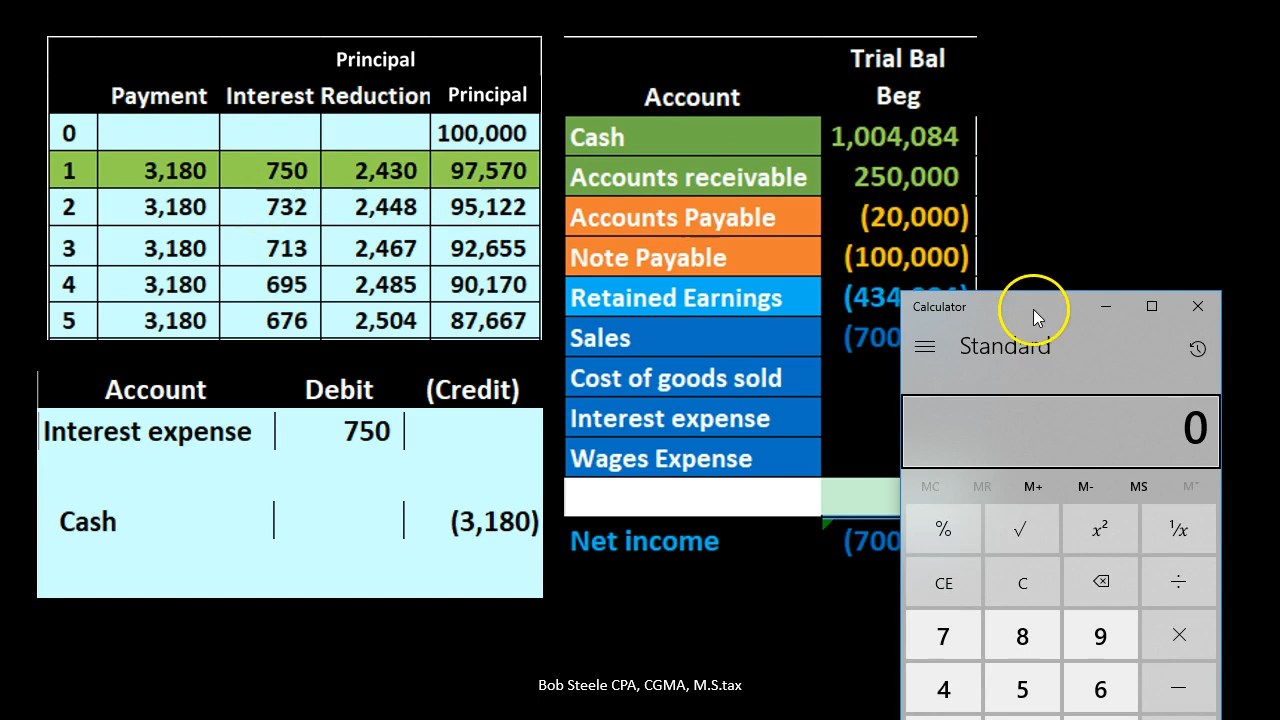 Principal
Payment Interest Reduction Principal
0 100,000
1 3,180 750 2,430 97,570
2 3,180 732 2,448 95,122
3 3,180 713 2,467 92,655
4 3,180 695 2,485 90,170
5 3,180 676 2,504 87,667
Account Debit (Credit)
Interest expense 750
Cash (3,180)
Trial Bal
Account Beg
Cash 1,004,084
Accounts receivable 250,000
Accounts Payable (20,000)
Note Payable (100,000)
Retained Earnings (434
Sales (700
Cost of goods sold
Interest expense
Wages Expense
Net income (700
Calculator
Standard
0
MC MR M+ M- MS M˅
% √ x² ¹/x
CE C ⌫ ÷
7 8 9 ×
4 5 6 −
Bob Steele CPA, CGMA, M.S.tax